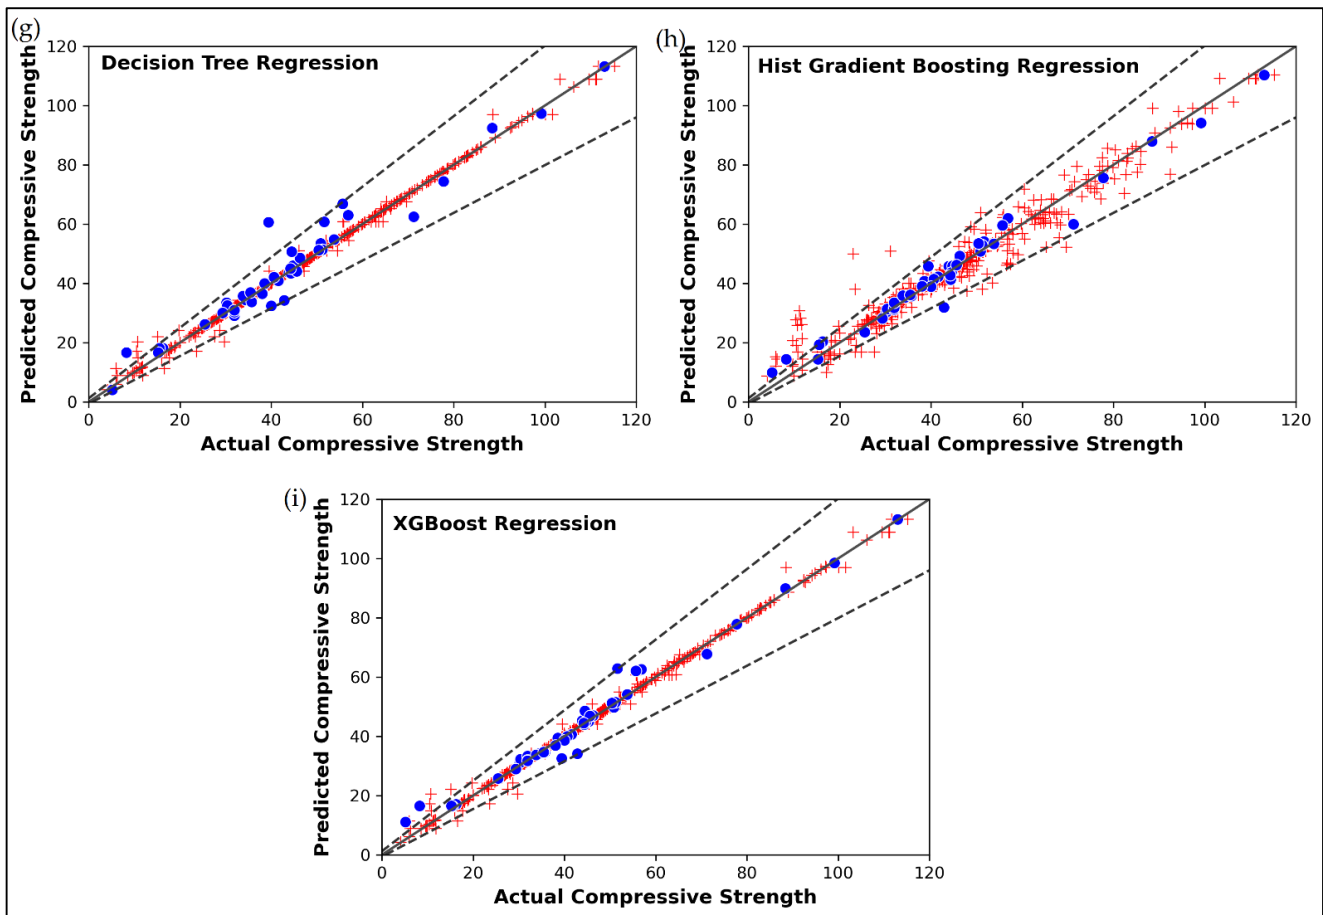 (g)
Decision Tree Regression
Predicted Compressive Strength
120
100
80
60
40
20
0
0 20 40 60 80 100 120
Actual Compressive Strength
(h)
Hist Gradient Boosting Regression
Predicted Compressive Strength
120
100
80
60
40
20
0
0 20 40 60 80 100 120
Actual Compressive Strength
(i)
XGBoost Regression
Predicted Compressive Strength
120
100
80
60
40
20
0
0 20 40 60 80 100 120
Actual Compressive Strength